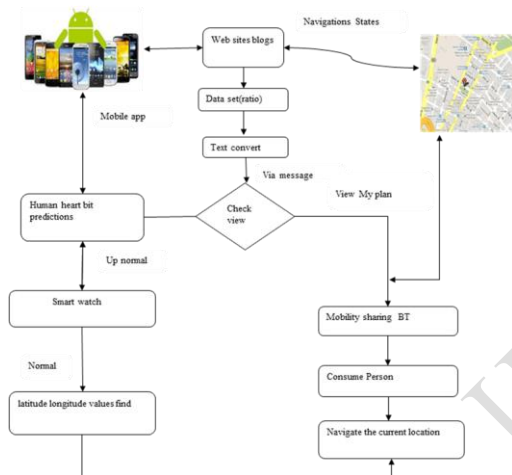 Navigations States
Web sites blogs
Data set(ratio)
Mobile app
Text convert
Via message
View My plan
Human heart bit
predictions
Check
view
Up normal
Smart watch
Mobility sharing BT
Normal
Consume Person
latitude longitude values find
Navigate the current location